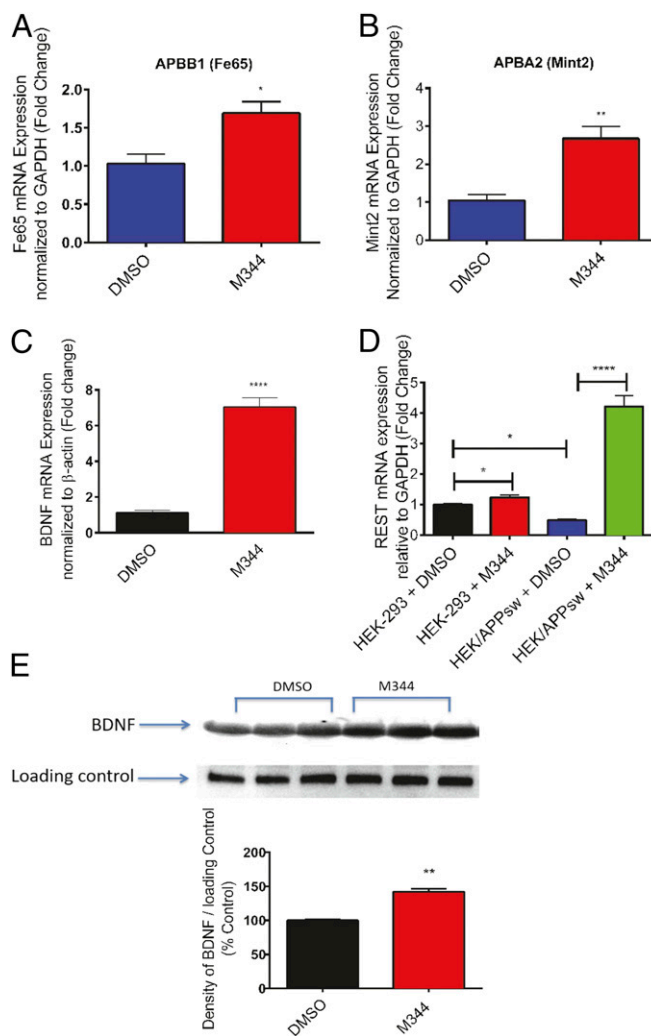 A
APBB1 (Fe65)
Fe65 mRNA Expression
normalized to GAPDH (Fold Change)
2.0
1.5
1.0
0.5
0.0
*
DMSO
M344
B
APBA2 (Mint2)
Mint2 mRNA Expression
Normalized to GAPDH (Fold Change)
4
3
2
1
0
**
DMSO
M344
C
BDNF mRNA Expression
normalized to β-actin (Fold change)
8
6
4
2
0
****
DMSO
M344
D
REST mRNA expression
relative to GAPDH (Fold Change)
5
4
3
2
1
0
*
*
****
HEK-293 + DMSO
HEK-293 + M344
HEK/APPsw + DMSO
HEK/APPsw + M344
E
DMSO
M344
BDNF
Loading control
Density of BDNF / loading Control
(% Control)
200
150
100
50
0
**
DMSO
M344